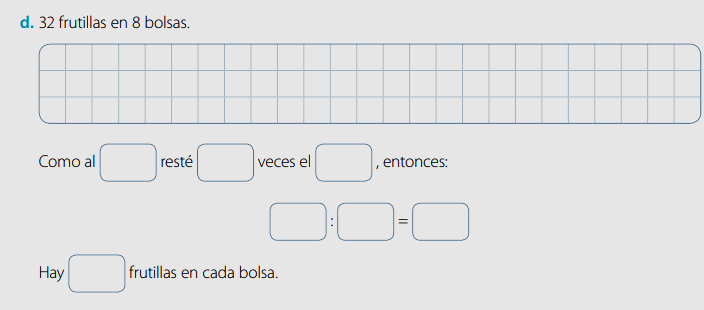 d. 32 frutillas en 8 bolsas.
Como al resté veces el , entonces:
: =
Hay frutillas en cada bolsa.